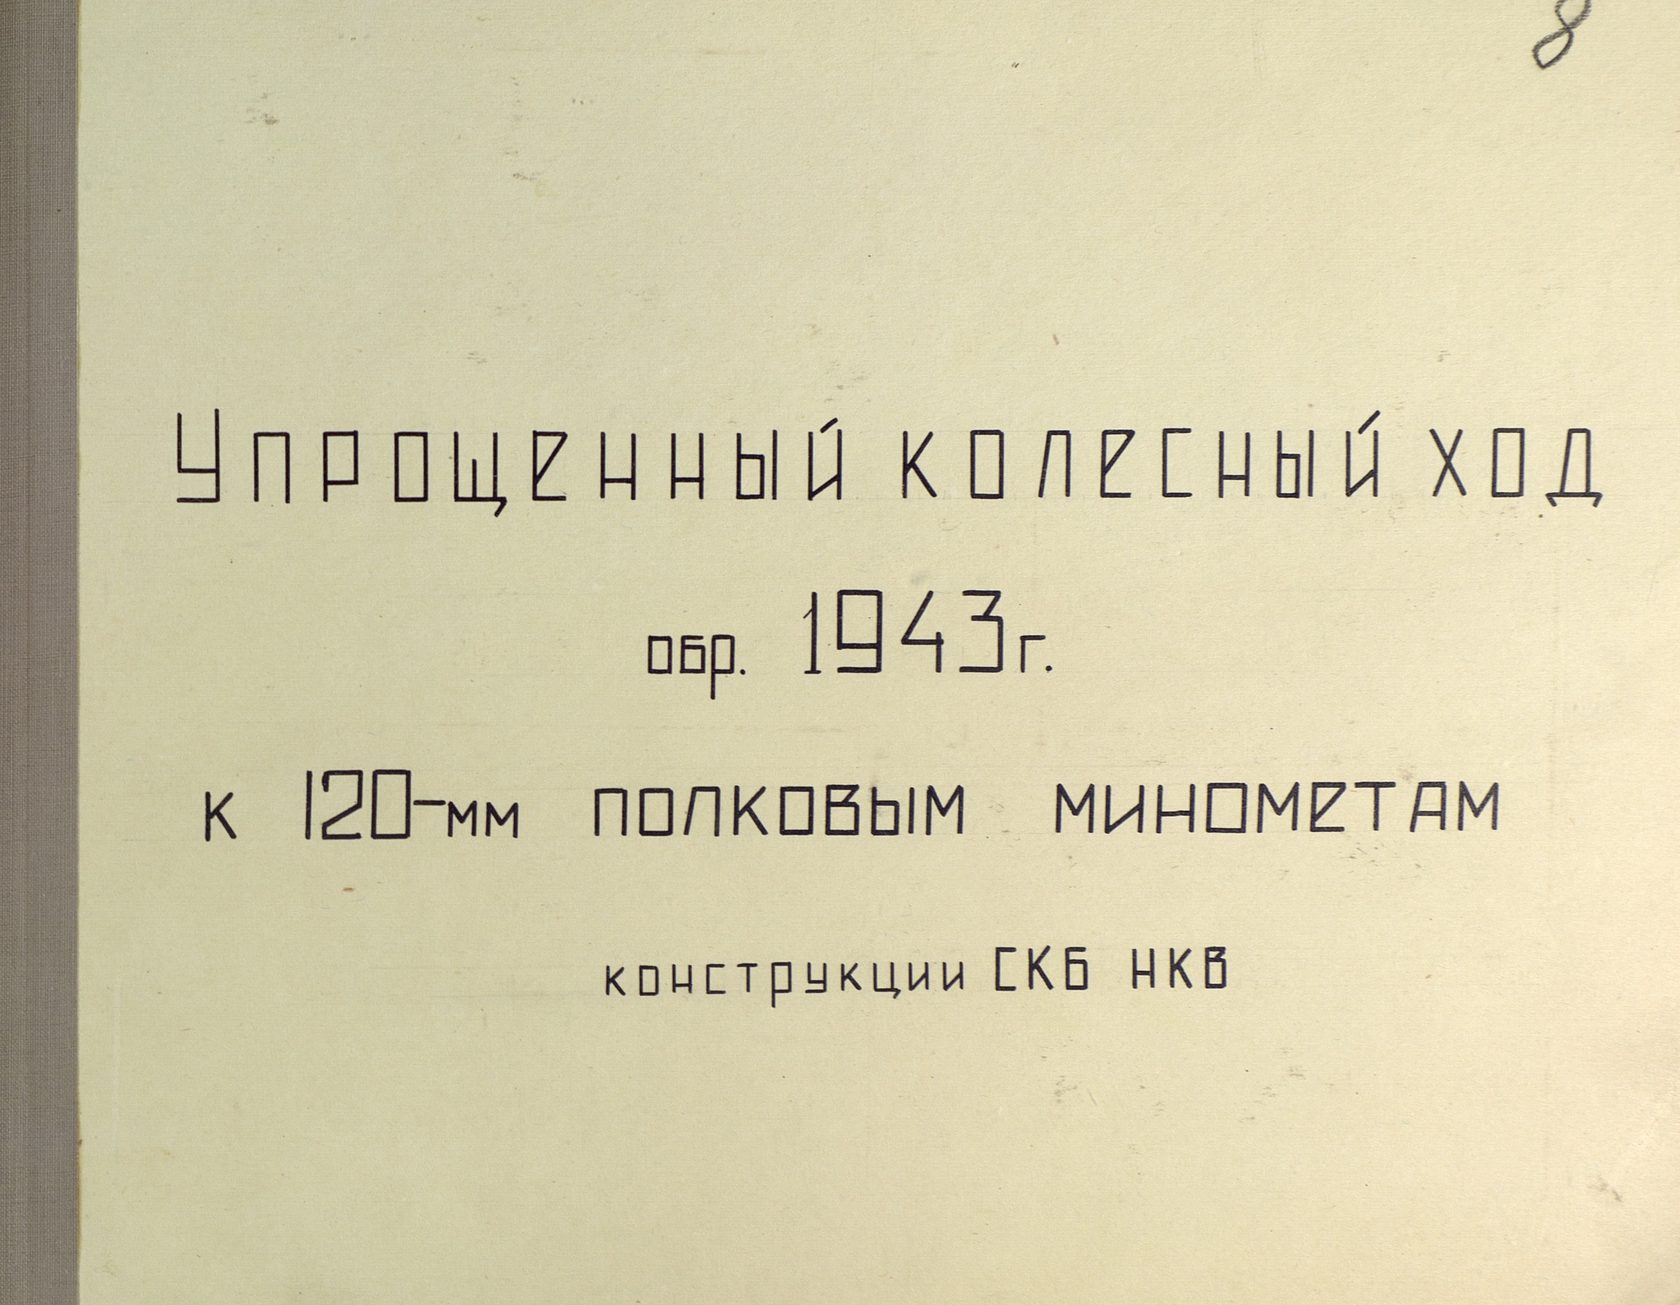 8
Упрощенный колесный ход
обр. 1943г.
к 120-мм полковым минометам
конструкции СКБ НКВ